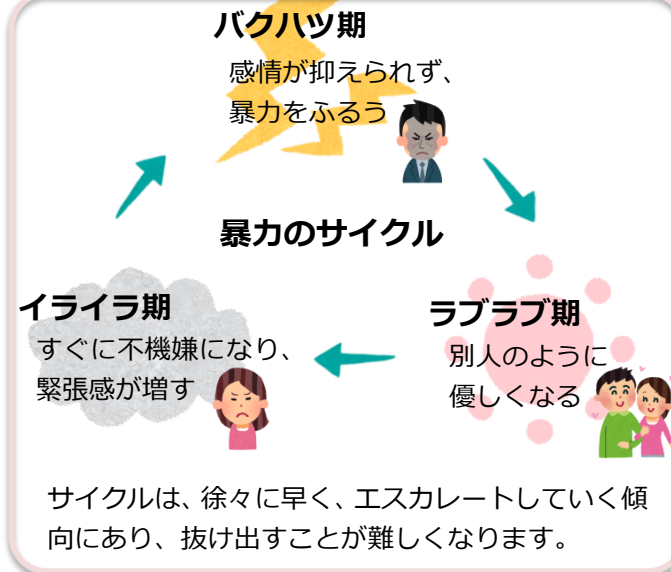 バクハツ期
感情が抑えられず、
暴力をふるう
暴力のサイクル
イライラ期
すぐに不機嫌になり、
緊張感が増す
ラブラブ期
別人のように
優しくなる
サイクルは、徐々に早く、エスカレートしていく傾
向にあり、抜け出すことが難しくなります。